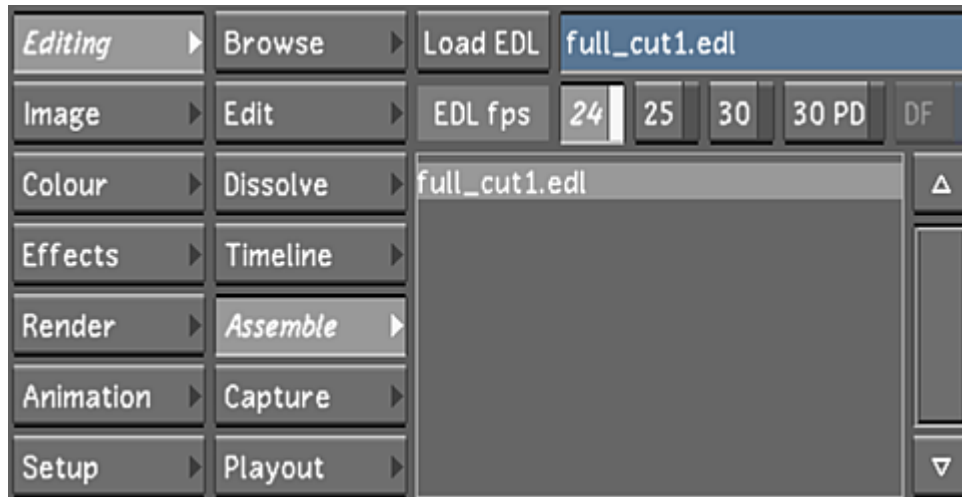 Editing Browse Load EDL full_cut1.edl
Image Edit EDL fps 24 25 30 30 PD DF
Colour Dissolve full_cut1.edl
Effects Timeline
Render Assemble
Animation Capture
Setup Playout